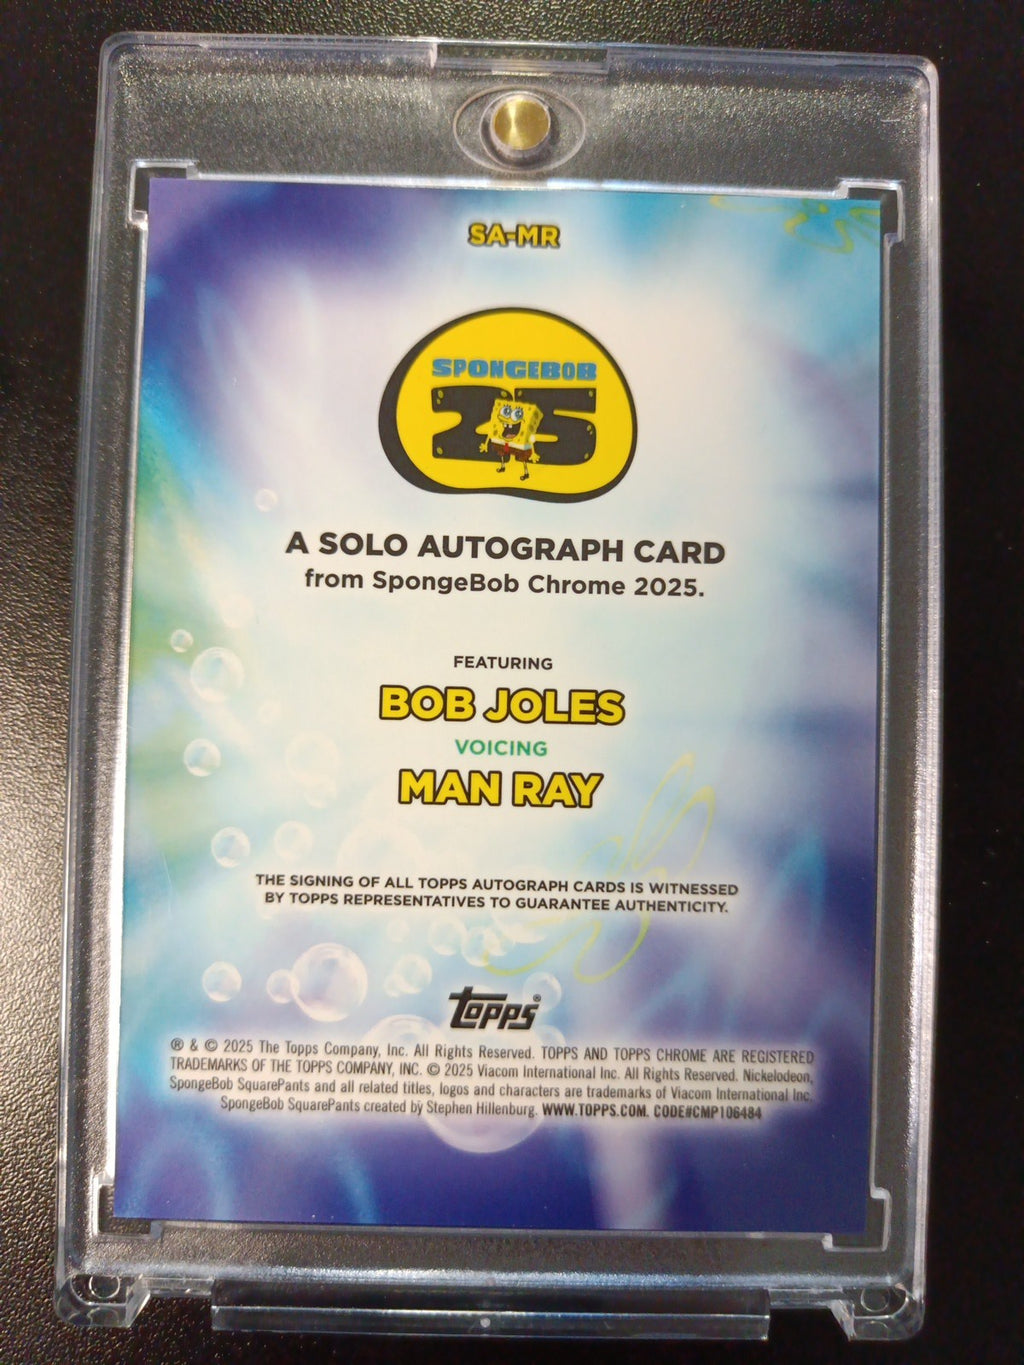 SA-MR
SPONGEBOB
25
A SOLO AUTOGRAPH CARD
from SpongeBob Chrome 2025.
FEATURING
BOB JOLES
VOICING
MAN RAY
THE SIGNING OF ALL TOPPS AUTOGRAPH CARDS IS WITNESSED
BY TOPPS REPRESENTATIVES TO GUARANTEE AUTHENTICITY.
topps®
® & © 2025 The Topps Company, Inc. All Rights Reserved. TOPPS AND TOPPS CHROME ARE REGISTERED
TRADEMARKS OF THE TOPPS COMPANY, INC. © 2025 Viacom International Inc. All Rights Reserved. Nickelodeon,
SpongeBob SquarePants and all related titles, logos and characters are trademarks of Viacom International Inc.
SpongeBob SquarePants created by Stephen Hillenburg. WWW.TOPPS.COM. CODE#CMP106484